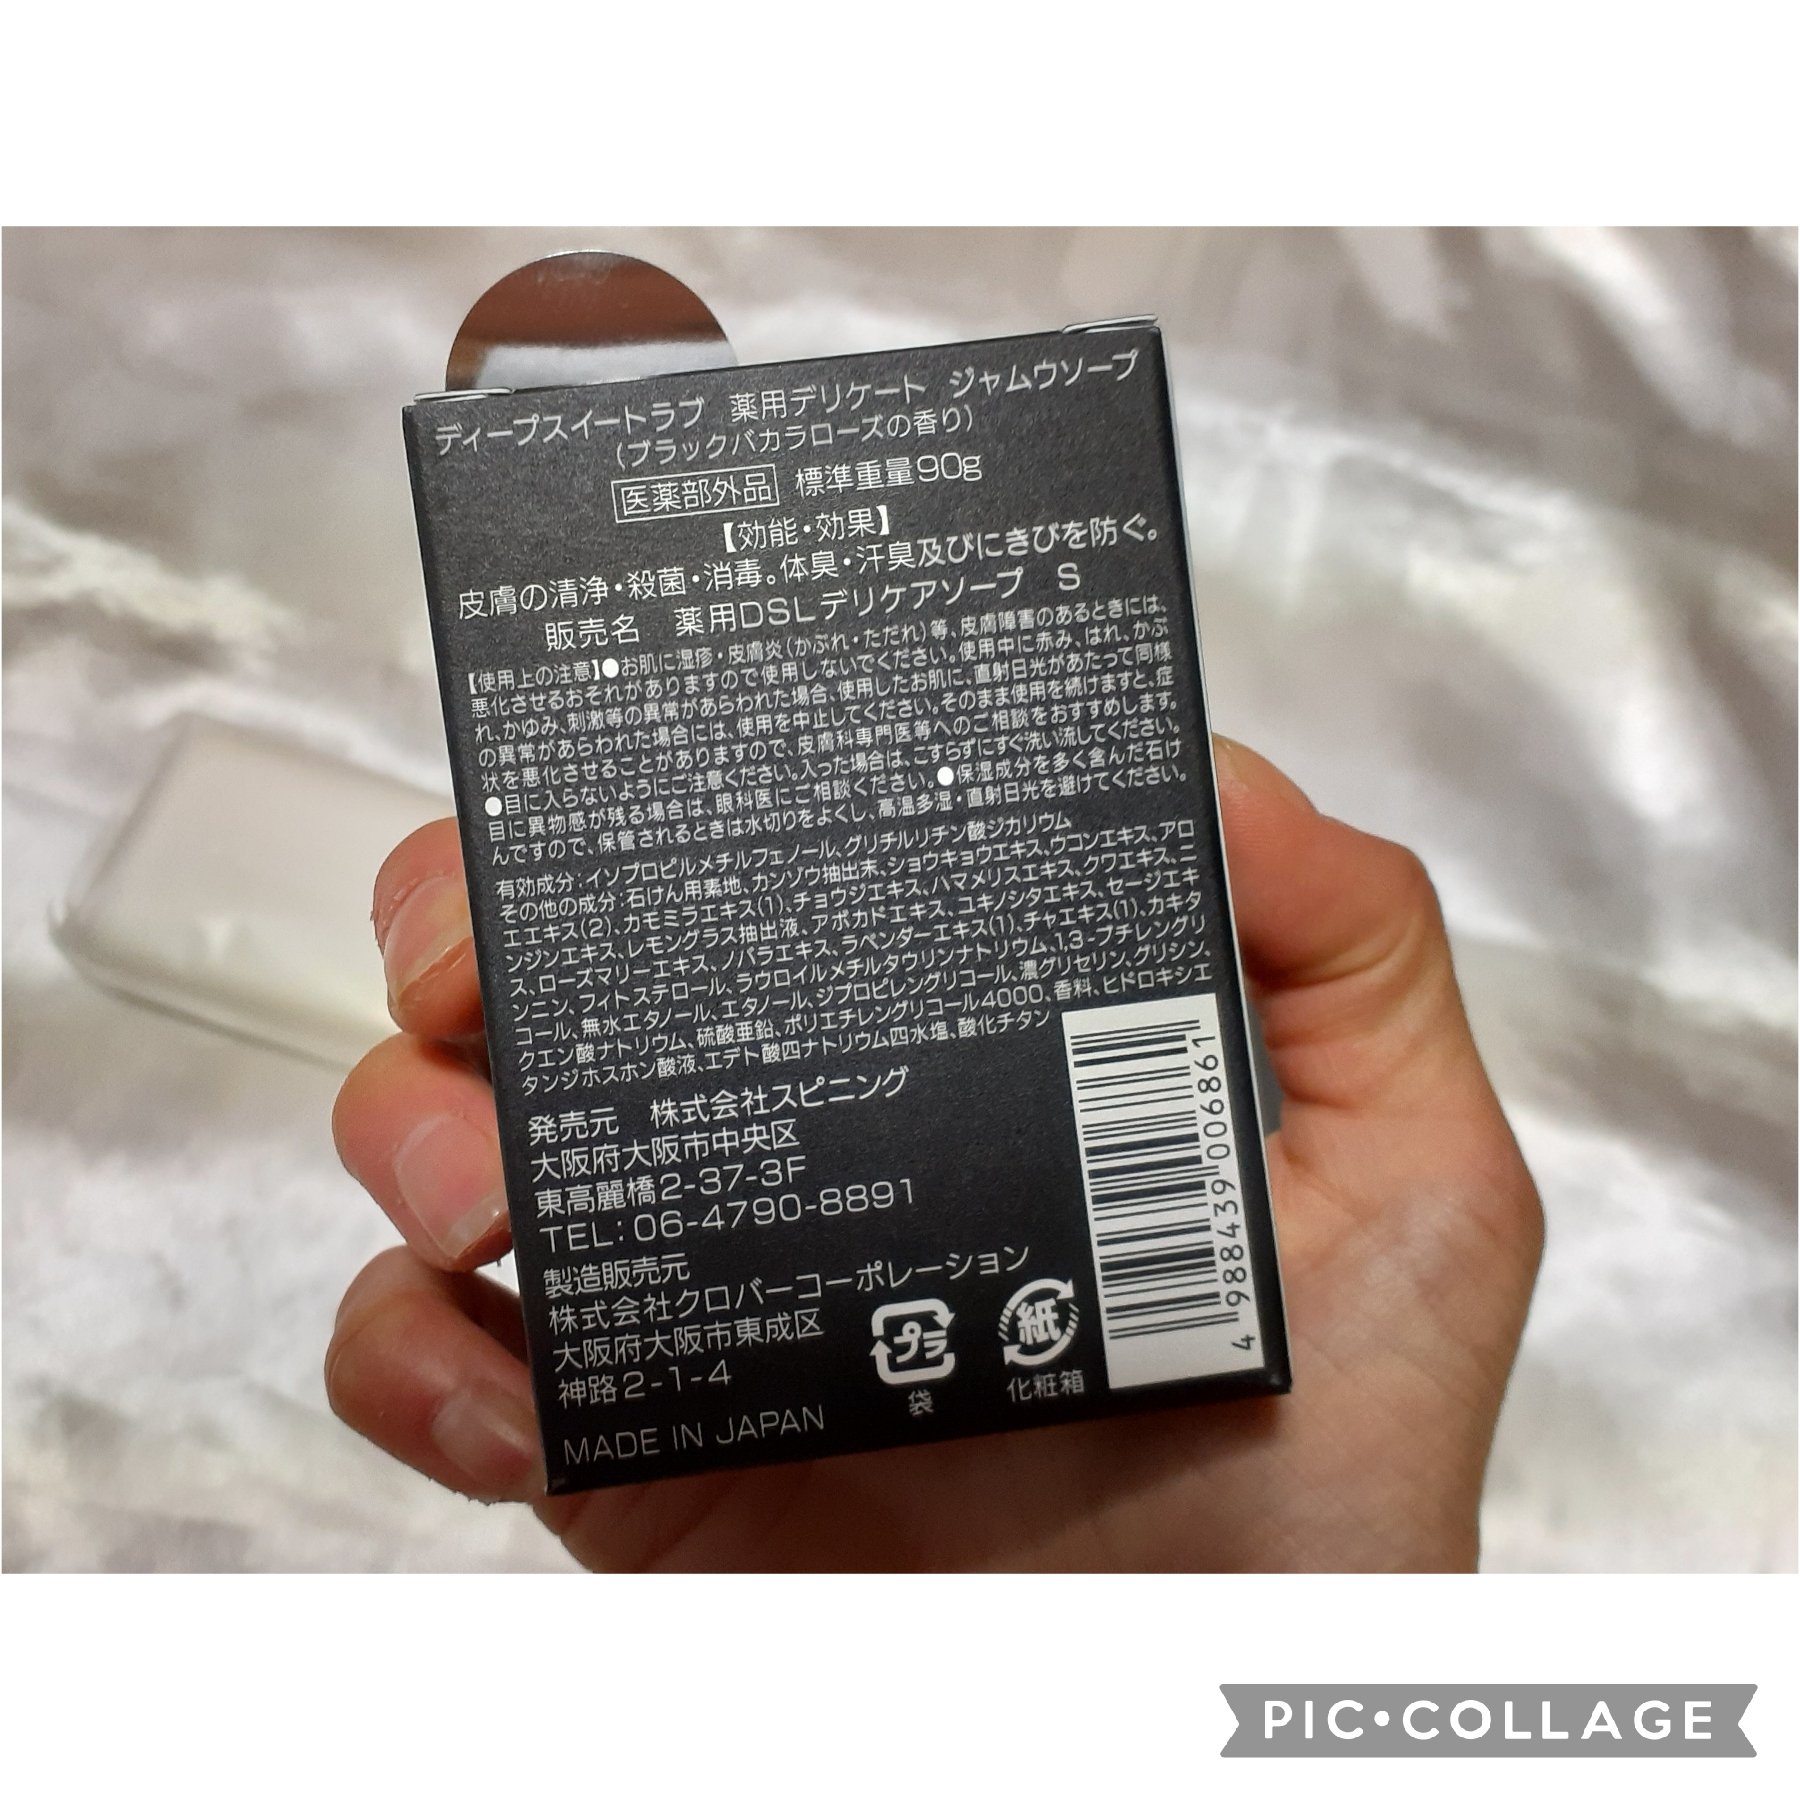 ディープスイートラブ 薬用デリケート ジャムウソープ
(ブラックバカラローズの香り)
医薬部外品 標準重量90g
【効能・効果】
皮膚の清浄・殺菌・消毒。体臭・汗臭及びにきびを防ぐ。
販売名 薬用DSLデリケアソープ S
【使用上の注意】●お肌に湿疹・皮膚炎(かぶれ・ただれ)等、皮膚障害のあるときには、
悪化させるおそれがありますので使用しないでください。使用中に赤み、はれ、かぶ
れ、かゆみ、刺激等の異常があらわれた場合、使用したお肌に、直射日光があたって同様
の異常があらわれた場合には、使用を中止してください。そのまま使用を続けますと、症
状を悪化させることがありますので、皮膚科専門医等へのご相談をおすすめします。
●目に入らないようにご注意ください。入った場合は、こすらずにすぐ洗い流してください。
目に異物感が残る場合は、眼科医にご相談ください。●保湿成分を多く含んだ石け
んですので、保管されるときは水切りをよくし、高温多湿・直射日光を避けてください。
有効成分:イソプロピルメチルフェノール、グリチルリチン酸ジカリウム
その他の成分:石けん用素地、カンゾウ抽出末、ショウキョウエキス、ウコンエキス、アロ
エエキス(2)、カモミラエキス(1)、チョウジエキス、ハマメリスエキス、クワエキス、ニ
ンジンエキス、レモングラス抽出液、アボカドエキス、ユキノシタエキス、セージエキ
ス、ローズマリーエキス、ノバラエキス、ラベンダーエキス(1)、チャエキス(1)、カキタ
ンニン、フィトステロール、ラウロイルメチルタウリンナトリウム、1,3-ブチレングリ
コール、無水エタノール、エタノール、ジプロピレングリコール、濃グリセリン、グリシン、
クエン酸ナトリウム、硫酸亜鉛、ポリエチレングリコール4000、香料、ヒドロキシエ
タンジホスホン酸液、エデト酸四ナトリウム四水塩、酸化チタン
発売元 株式会社スピニング
大阪府大阪市中央区
東高麗橋2-37-3F
TEL:06-4790-8891
製造販売元
株式会社クロバーコーポレーション
大阪府大阪市東成区
神路2-1-4
MADE IN JAPAN
プラ
袋
紙
化粧箱
4 988439 006861
PIC•COLLAGE